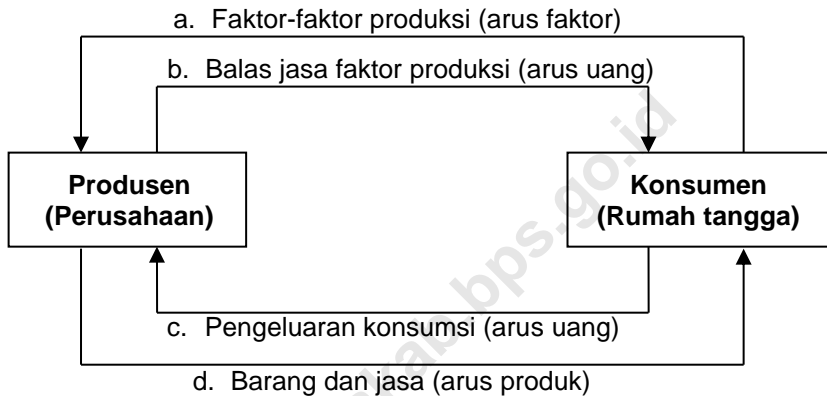 a. Faktor-faktor produksi (arus faktor)
b. Balas jasa faktor produksi (arus uang)
Produsen
(Perusahaan)
Konsumen
(Rumah tangga)
c. Pengeluaran konsumsi (arus uang)
d. Barang dan jasa (arus produk)